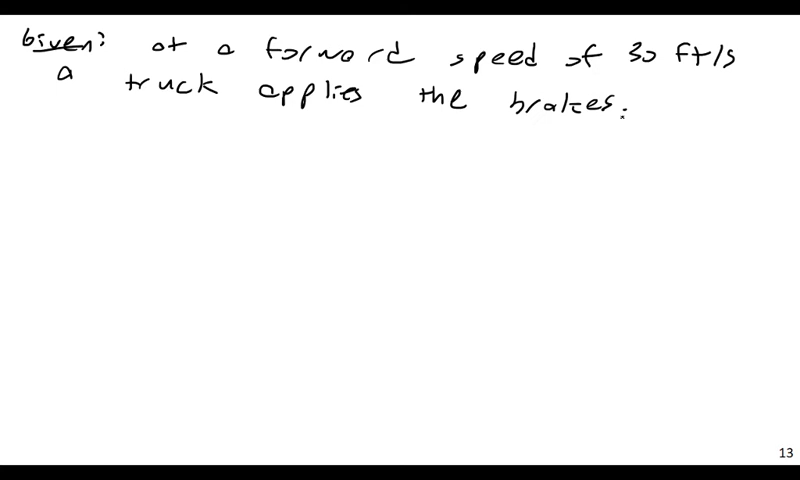 Given: at a forward speed of 30 ft/s
a truck applies the brakes.
13